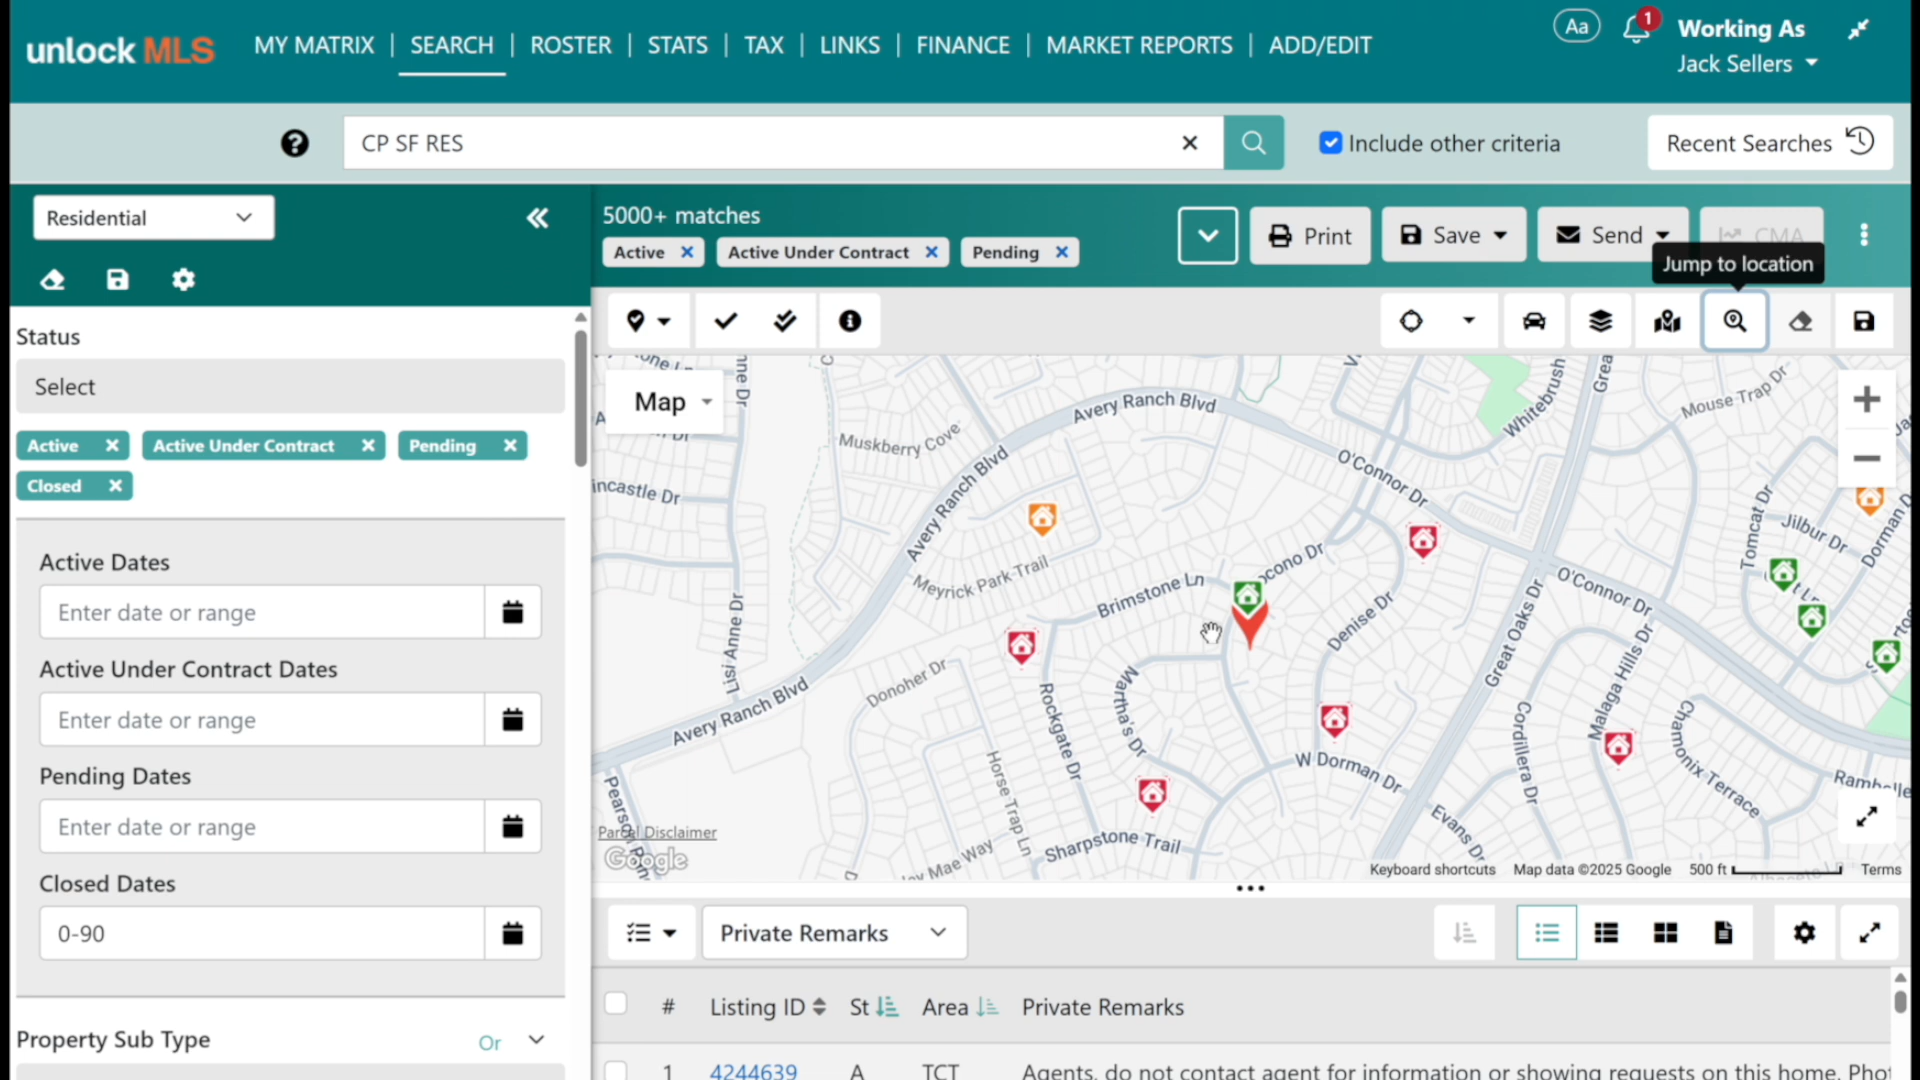 unlock MLS
MY MATRIX | SEARCH | ROSTER | STATS | TAX | LINKS | FINANCE | MARKET REPORTS | ADD/EDIT
Aa
1
Working As
Jack Sellers
CP SF RES
Include other criteria
Recent Searches
Residential
5000+ matches
Active
Active Under Contract
Pending
Print
Save
Send
CMA
Jump to location
Status
Select
Active
Active Under Contract
Pending
Closed
Active Dates
Enter date or range
Active Under Contract Dates
Enter date or range
Pending Dates
Enter date or range
Closed Dates
0-90
Property Sub Type
Or
Map
Muskberry Cove
Avery Ranch Blvd
Whitebrush
Mouse Trap Dr
O'Connor Dr
Avery Ranch Blvd
Tomcat Dr
Jilbur Dr
Dorman D
Meyrick Park Trail
Brimstone Ln
Denise Dr
Great Oaks Dr
O'Connor Dr
Lisi Anne Dr
Donoher Dr
Martha's Dr
Malaga Hills Dr
Avery Ranch Blvd
Rockgate Dr
Cordillera Dr
Chamonix Terrace
W Dorman Dr
Horse Trap Ln
Evans Dr
Sharpstone Trail
Parcel Disclaimer
Google
Keyboard shortcuts
Map data ©2025 Google
500 ft
Terms
Private Remarks
# Listing ID St Area Private Remarks
1 4244639 A TCT Agents, do not contact agent for information or showing requests on this home. Phot